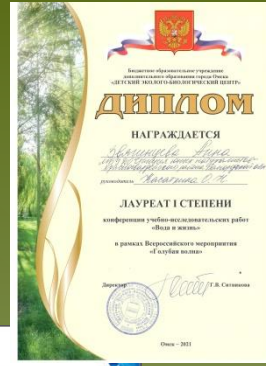 Бюджетное образовательное учреждение
дополнительного образования города Омска
«ДЕТСКИЙ ЭКОЛОГО-БИОЛОГИЧЕСКИЙ ЦЕНТР»
ДИПЛОМ
НАГРАЖДАЕТСЯ
Звягинцева
руководитель
ЛАУРЕАТ I СТЕПЕНИ
конференции учебно-исследовательских работ
«Вода и жизнь»
в рамках Всероссийского мероприятия
«Голубая волна»
Директор Г.В. Ситникова
Омск – 2021